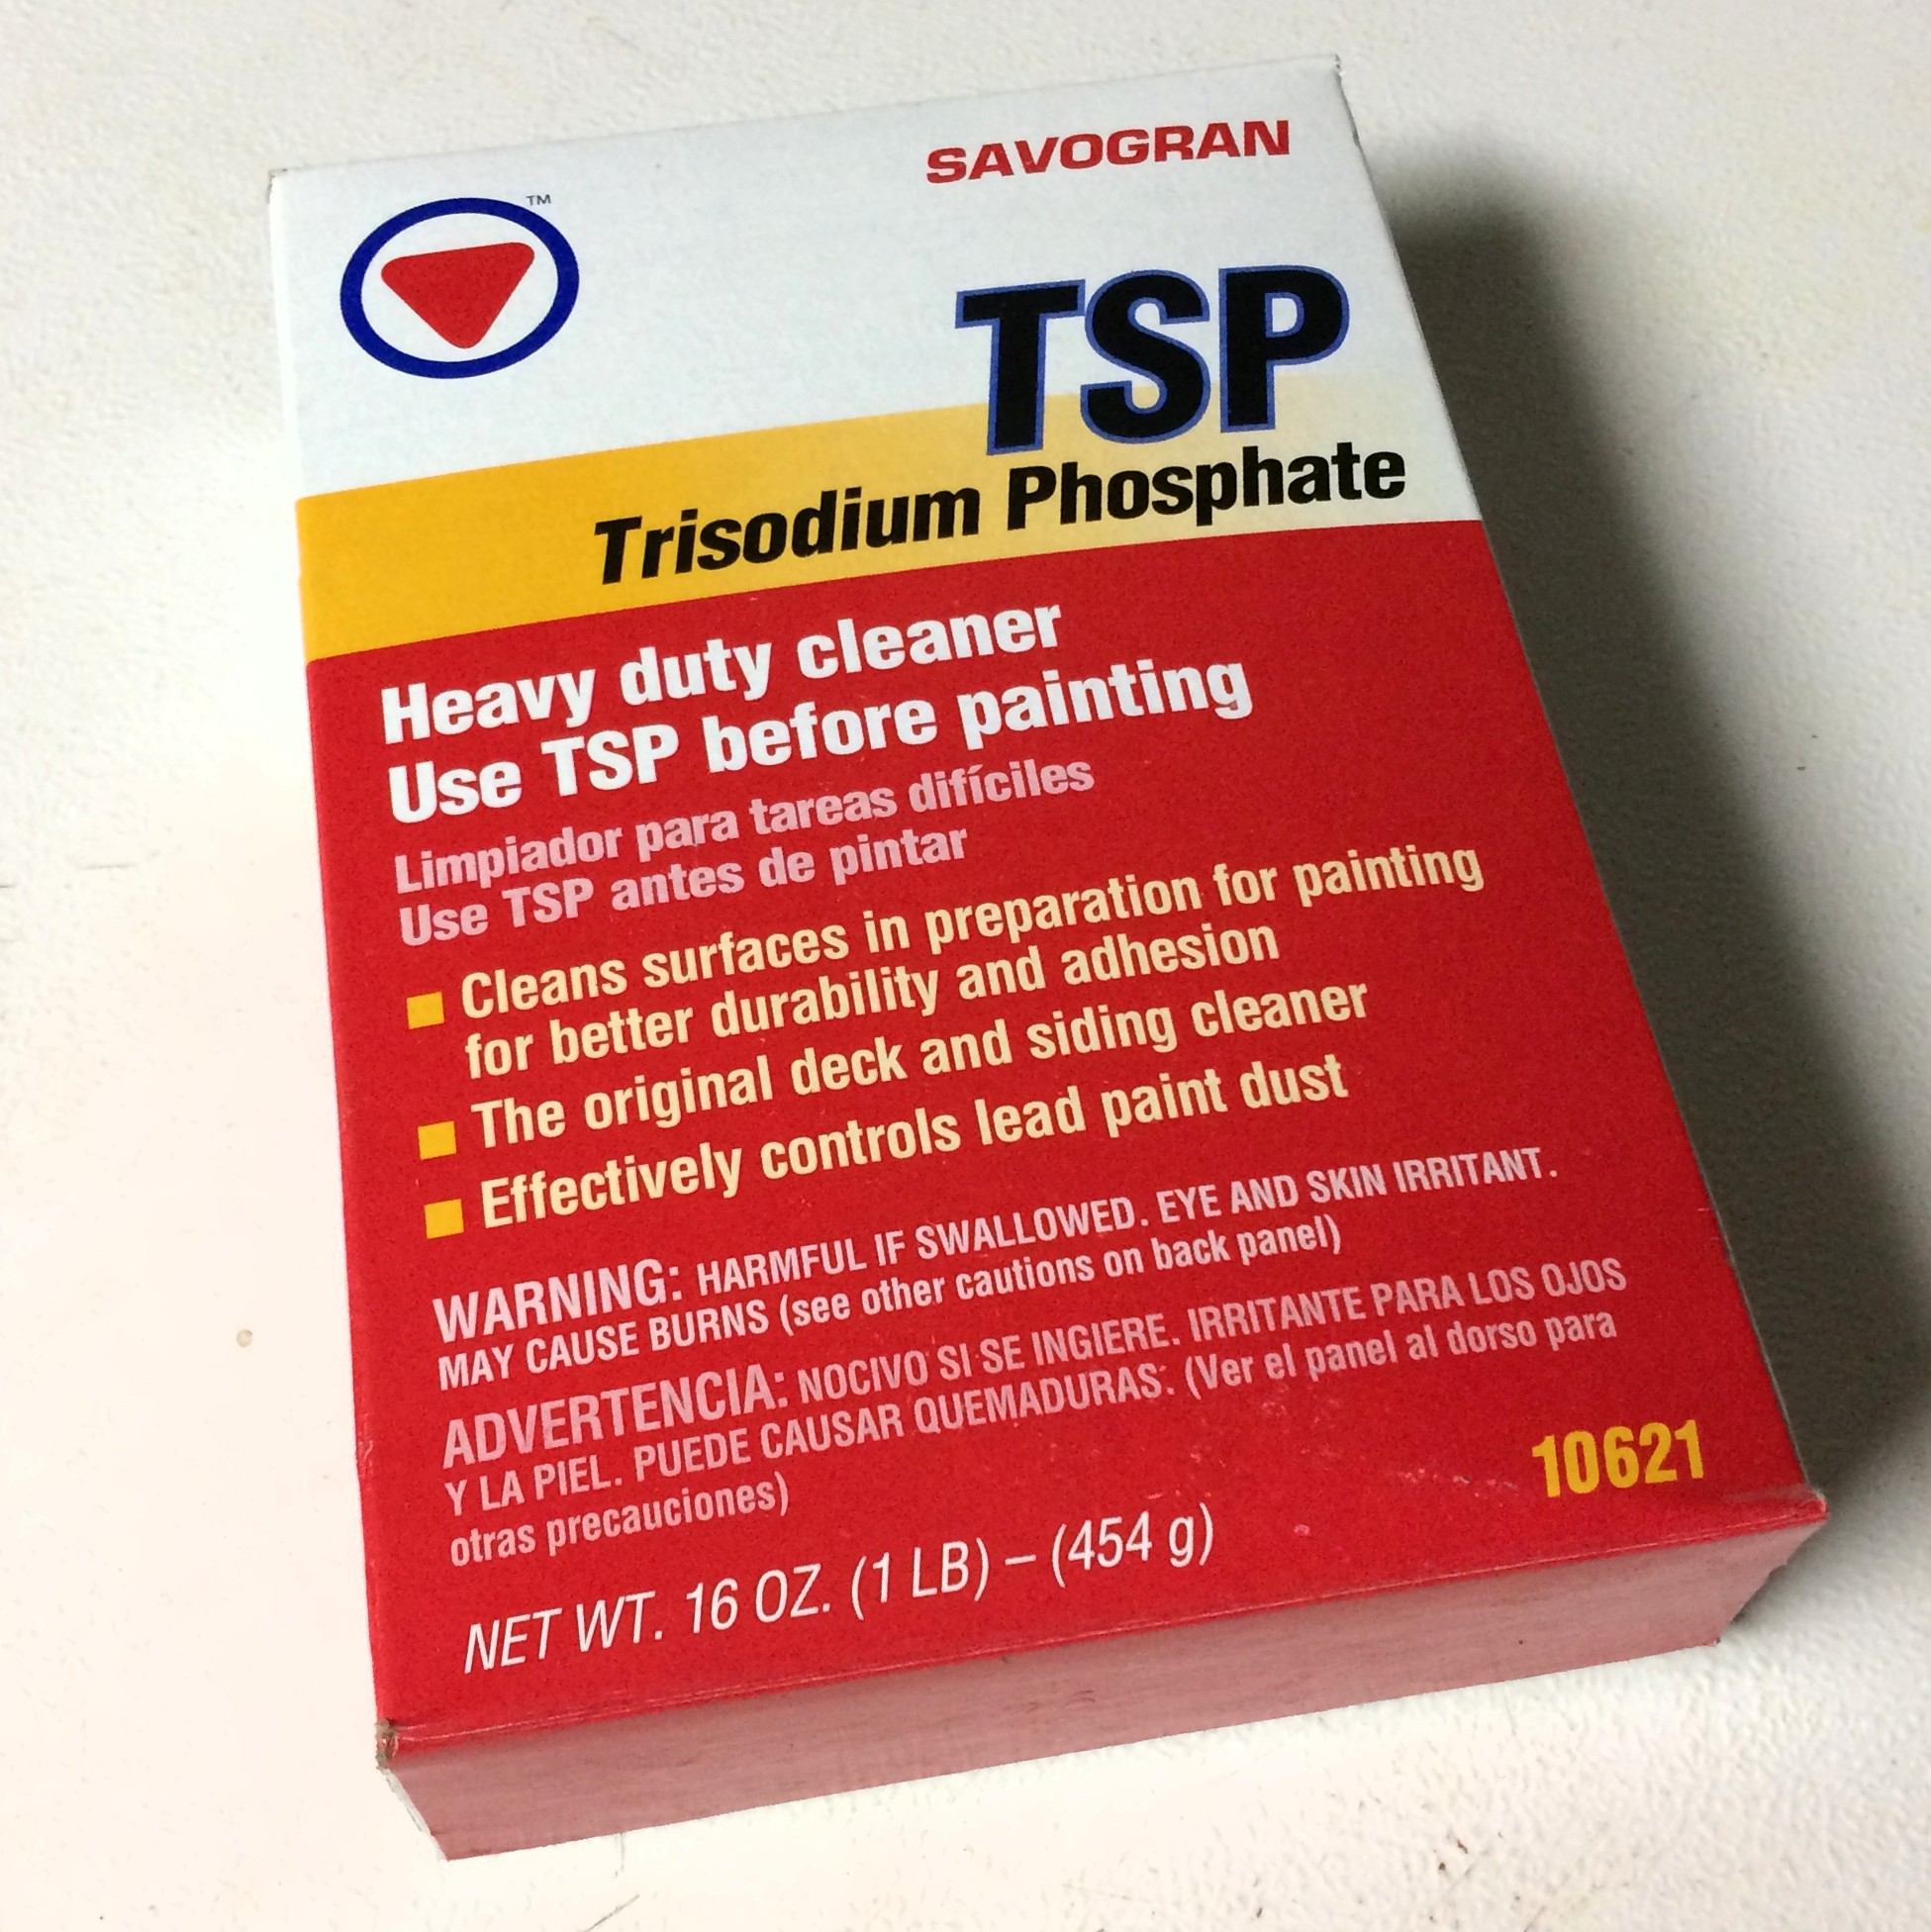 SAVOGRAN
TM
TSP
Trisodium Phosphate
Heavy duty cleaner
Use TSP before painting
Limpiador para tareas difíciles
Use TSP antes de pintar
Cleans surfaces in preparation for painting
for better durability and adhesion
The original deck and siding cleaner
Effectively controls lead paint dust
WARNING: HARMFUL IF SWALLOWED. EYE AND SKIN IRRITANT.
MAY CAUSE BURNS (see other cautions on back panel)
ADVERTENCIA: NOCIVO SI SE INGIERE. IRRITANTE PARA LOS OJOS
Y LA PIEL. PUEDE CAUSAR QUEMADURAS. (Ver el panel al dorso para
otras precauciones)
10621
NET WT. 16 OZ. (1 LB) – (454 g)